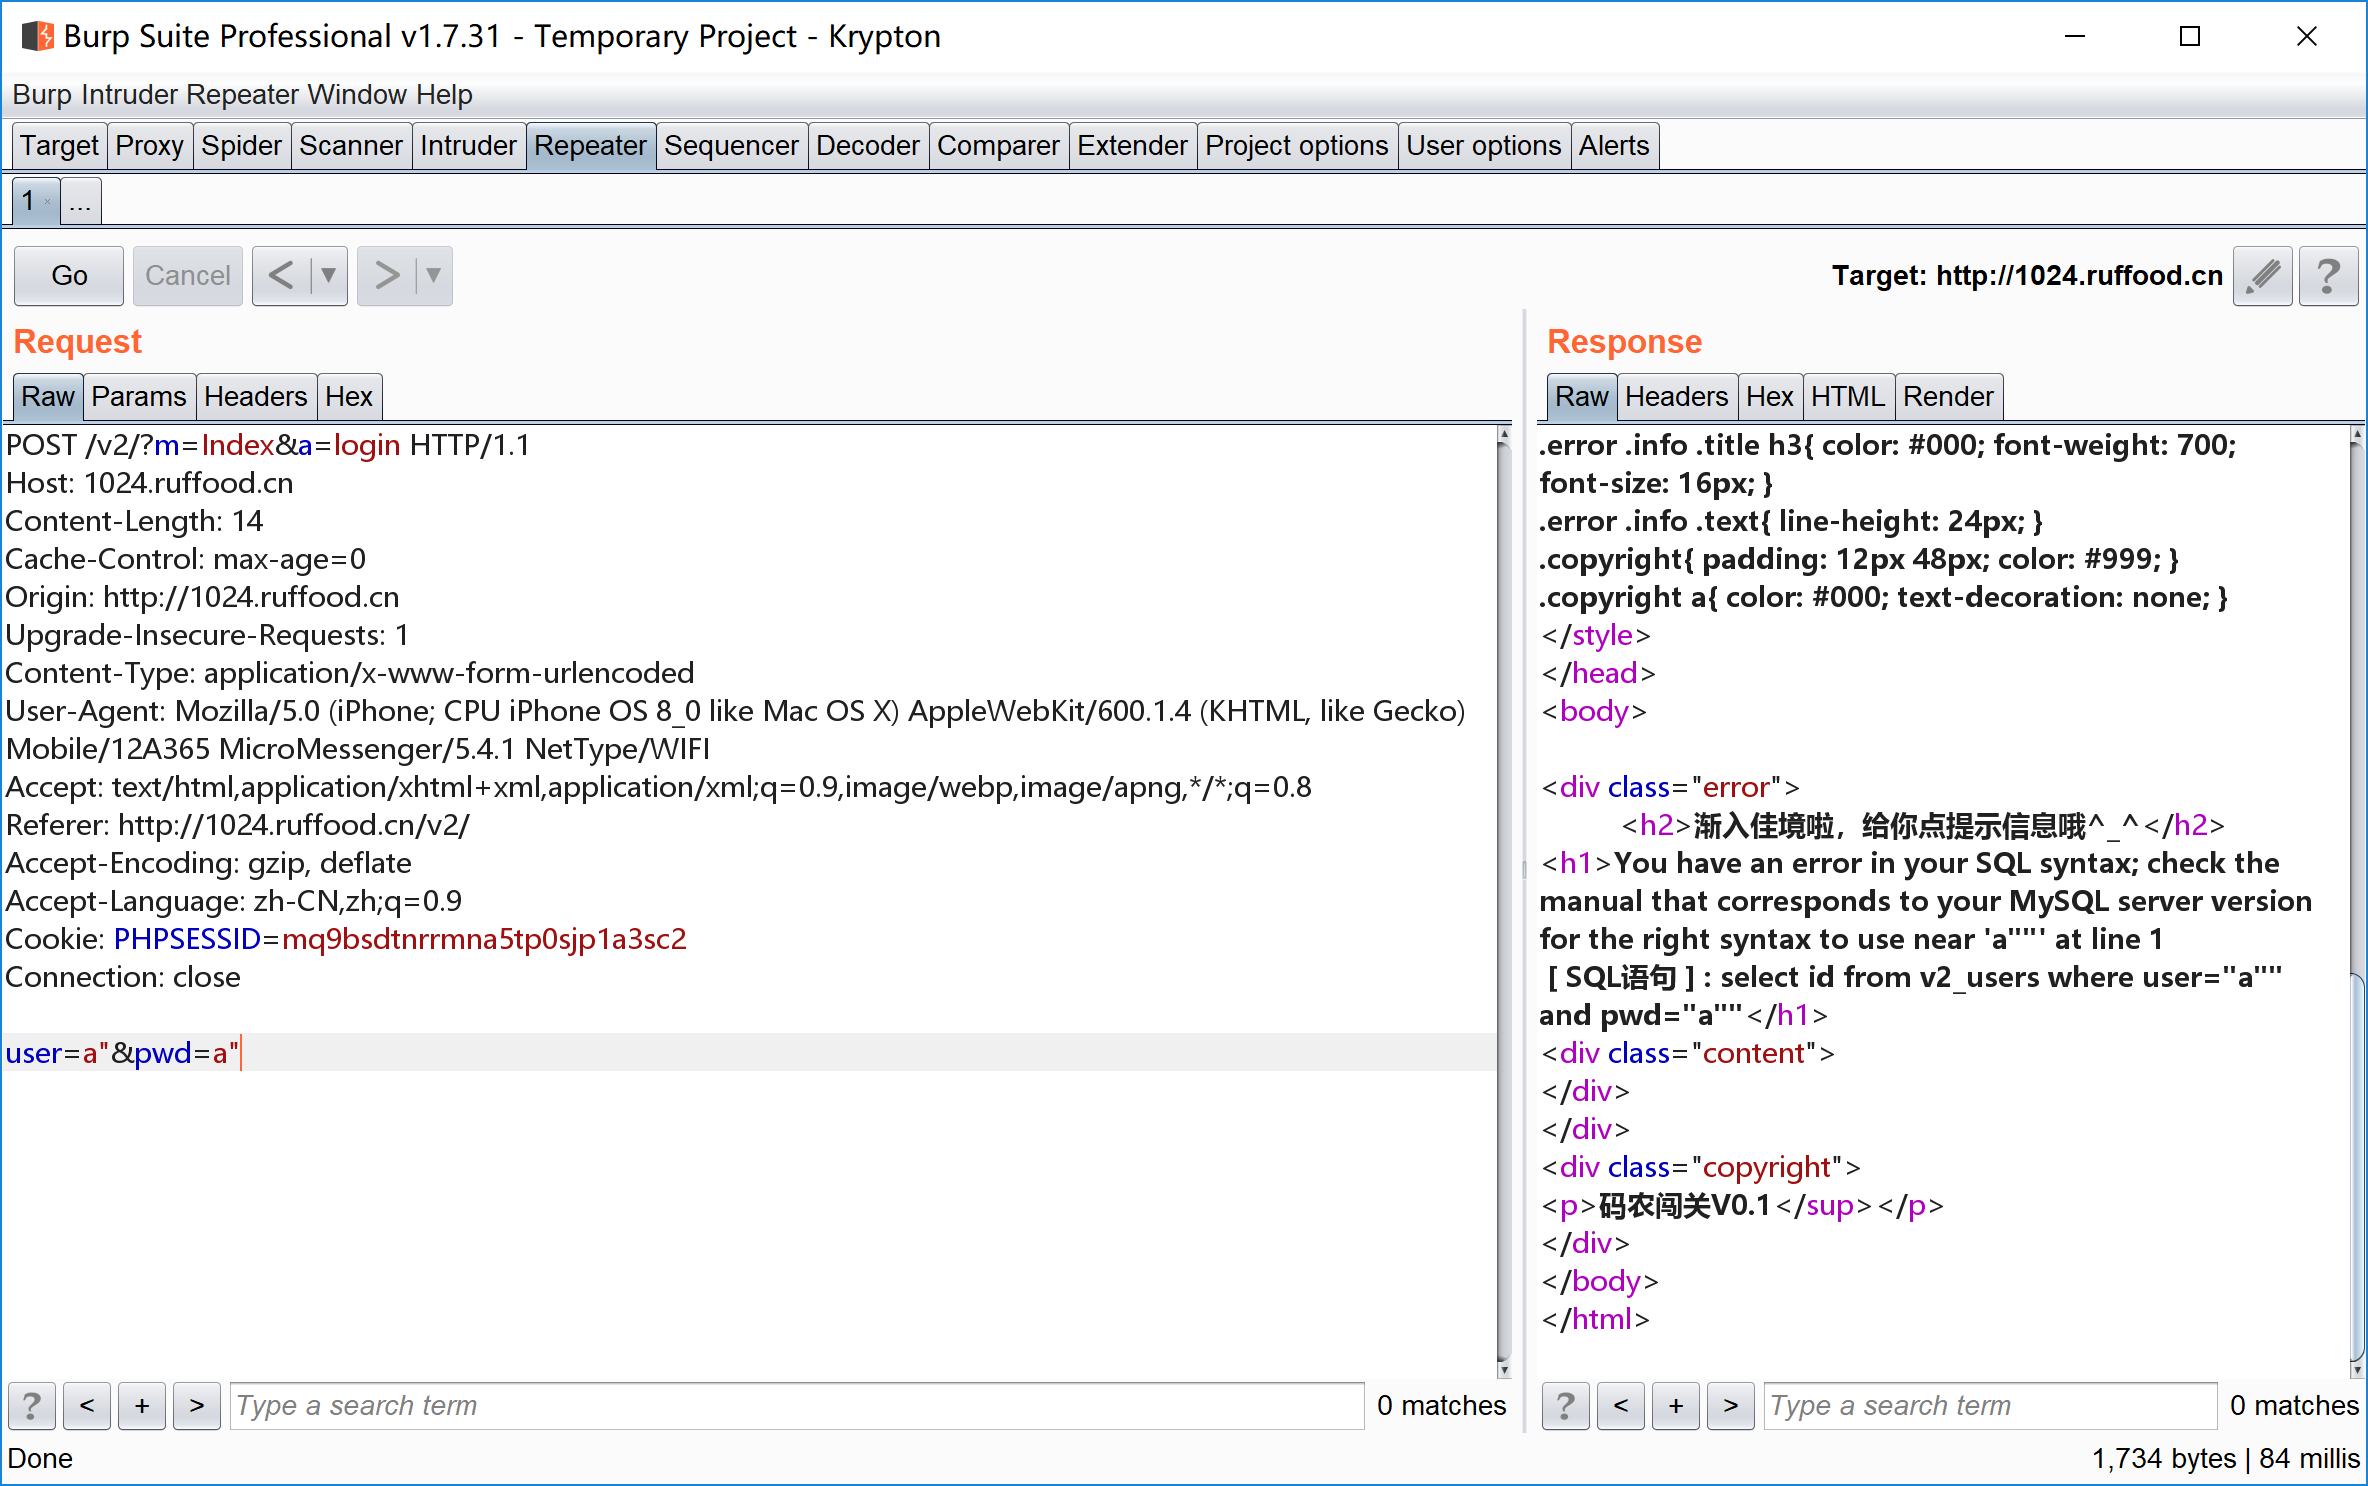 Burp Suite Professional v1.7.31 - Temporary Project - Krypton
Burp Intruder Repeater Window Help
Target Proxy Spider Scanner Intruder Repeater Sequencer Decoder Comparer Extender Project options User options Alerts
1 × ...
Go Cancel < ▼ > ▼ Target: http://1024.ruffood.cn ?
Request
Raw Params Headers Hex
POST /v2/?m=Index&a=login HTTP/1.1
Host: 1024.ruffood.cn
Content-Length: 14
Cache-Control: max-age=0
Origin: http://1024.ruffood.cn
Upgrade-Insecure-Requests: 1
Content-Type: application/x-www-form-urlencoded
User-Agent: Mozilla/5.0 (iPhone; CPU iPhone OS 8_0 like Mac OS X) AppleWebKit/600.1.4 (KHTML, like Gecko)
Mobile/12A365 MicroMessenger/5.4.1 NetType/WIFI
Accept: text/html,application/xhtml+xml,application/xml;q=0.9,image/webp,image/apng,*/*;q=0.8
Referer: http://1024.ruffood.cn/v2/
Accept-Encoding: gzip, deflate
Accept-Language: zh-CN,zh;q=0.9
Cookie: PHPSESSID=mq9bsdtnrrmna5tp0sjp1a3sc2
Connection: close
user=a"&pwd=a"
? < + > Type a search term 0 matches
Response
Raw Headers Hex HTML Render
.error .info .title h3{ color: #000; font-weight: 700;
font-size: 16px; }
.error .info .text{ line-height: 24px; }
.copyright{ padding: 12px 48px; color: #999; }
.copyright a{ color: #000; text-decoration: none; }
</style>
</head>
<body>
<div class="error">
<h2>渐入佳境啦，给你点提示信息哦^_^</h2>
<h1>You have an error in your SQL syntax; check the
manual that corresponds to your MySQL server version
for the right syntax to use near 'a""' at line 1
[ SQL语句 ] : select id from v2_users where user="a""
and pwd="a""</h1>
<div class="content">
</div>
</div>
<div class="copyright">
<p>码农闯关V0.1</sup></p>
</div>
</body>
</html>
? < + > Type a search term 0 matches
Done
1,734 bytes | 84 millis